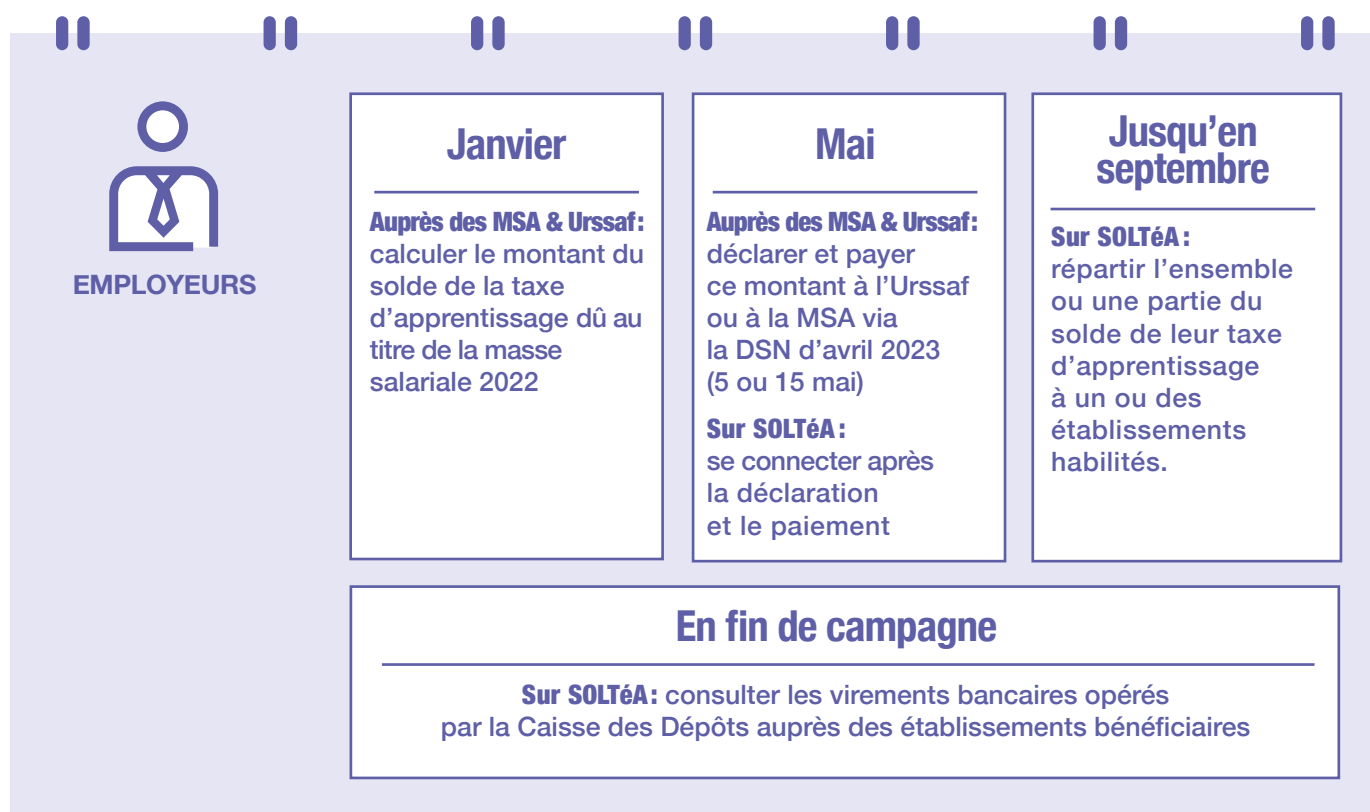 EMPLOYEURS
Janvier
Auprès des MSA & Urssaf :
calculer le montant du
solde de la taxe
d'apprentissage dû au
titre de la masse
salariale 2022
Mai
Auprès des MSA & Urssaf :
déclarer et payer
ce montant à l'Urssaf
ou à la MSA via
la DSN d'avril 2023
(5 ou 15 mai)
Sur SOLTéA :
se connecter après
la déclaration
et le paiement
Jusqu'en
septembre
Sur SOLTéA :
répartir l'ensemble
ou une partie du
solde de leur taxe
d'apprentissage
à un ou des
établissements
habilités.
En fin de campagne
Sur SOLTéA : consulter les virements bancaires opérés
par la Caisse des Dépôts auprès des établissements bénéficiaires